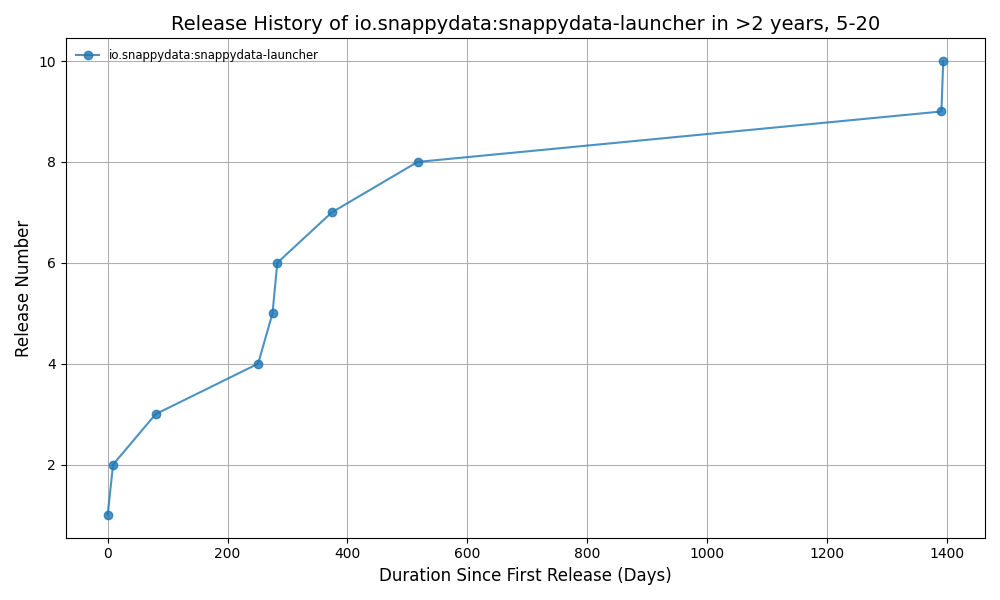 Release History of io.snappydata:snappydata-launcher in >2 years, 5-20
io.snappydata:snappydata-launcher
10
8
6
4
2
Release Number
0 200 400 600 800 1000 1200 1400
Duration Since First Release (Days)